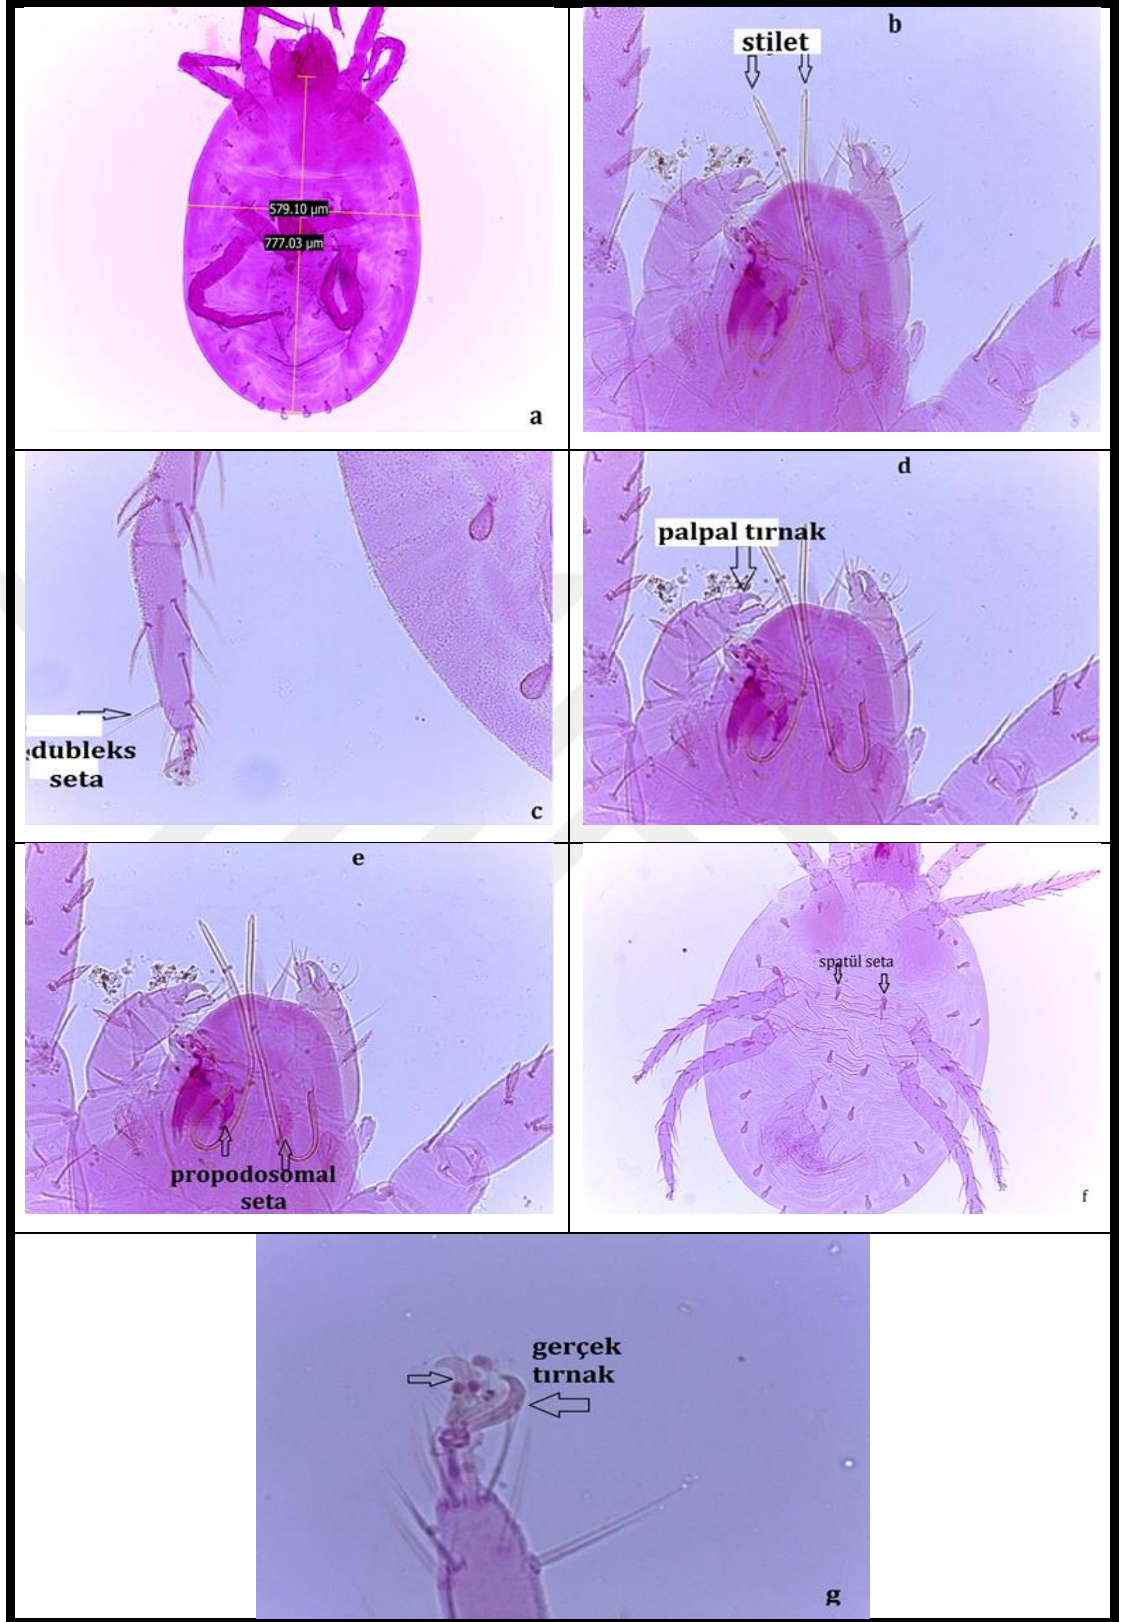 579.10 µm
777.03 µm
a
b
stilet
dubleks
seta
c
d
palpal tırnak
e
propodosomal
seta
spatül seta
f
gerçek
tırnak
g